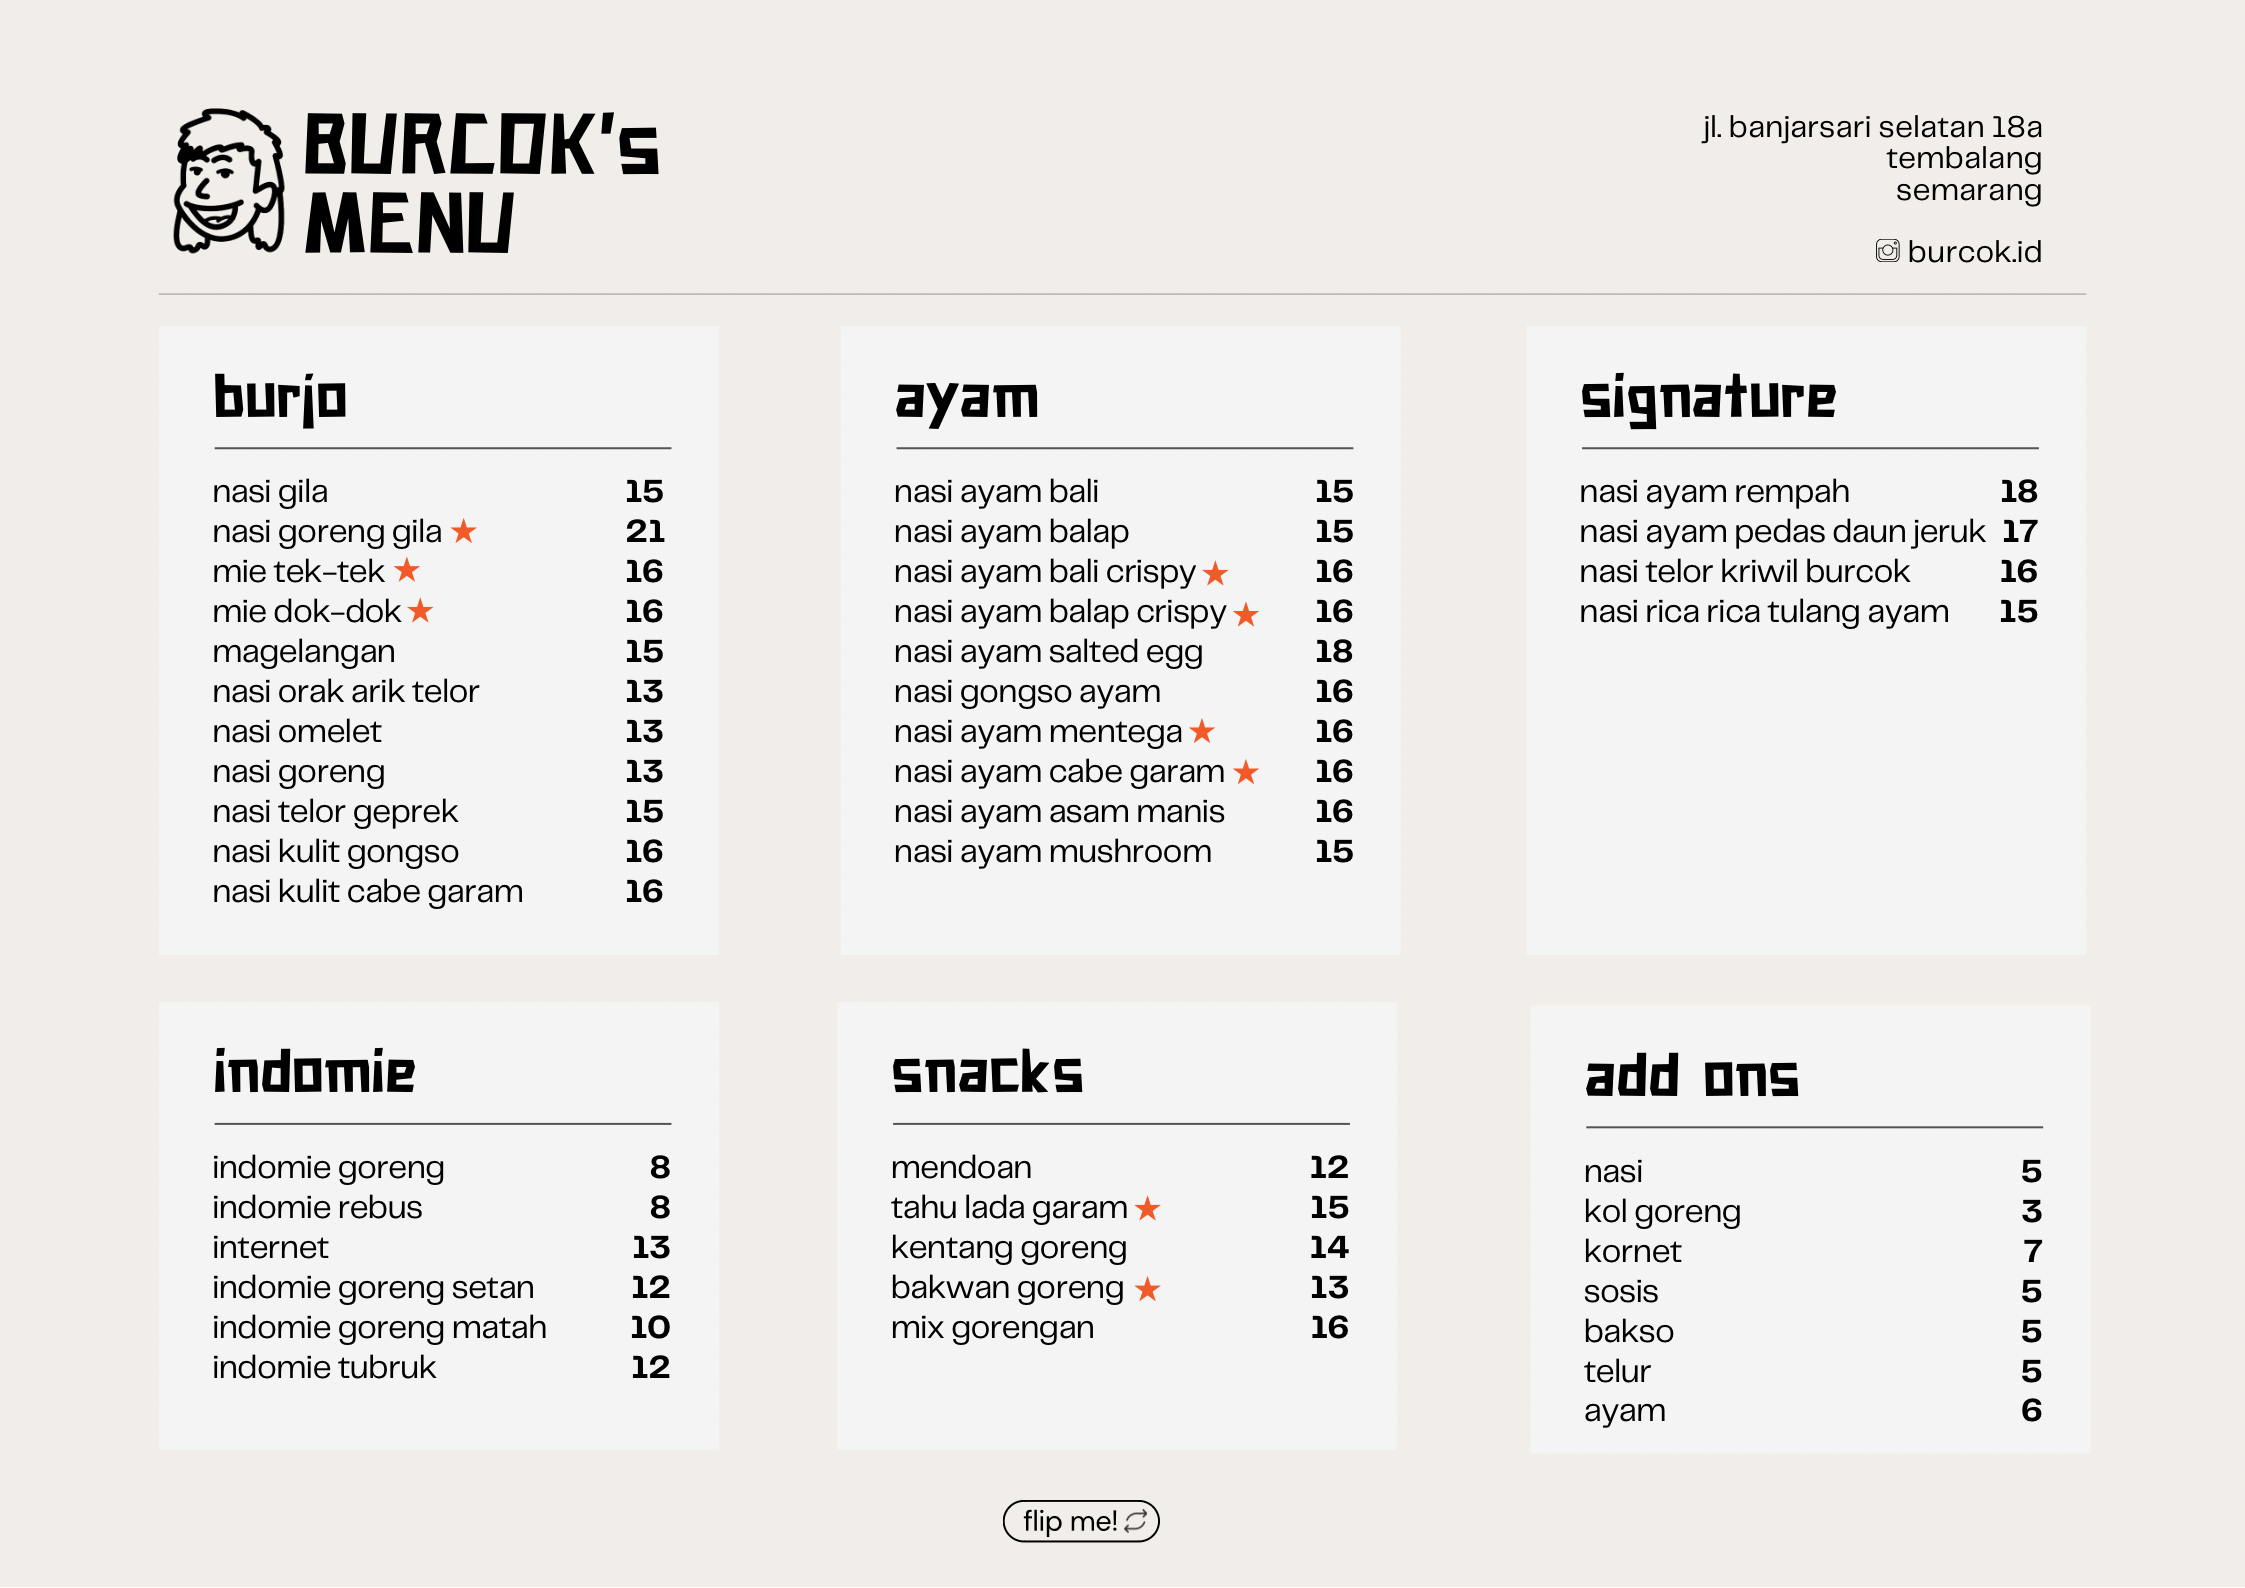 BURCOK's
MENU
jl. banjarsari selatan 18a
tembalang
semarang
burcok.id
burjo
nasi gila 15
nasi goreng gila ★ 21
mie tek-tek ★ 16
mie dok-dok ★ 16
magelangan 15
nasi orak arik telor 13
nasi omelet 13
nasi goreng 13
nasi telor geprek 15
nasi kulit gongso 16
nasi kulit cabe garam 16
ayam
nasi ayam bali 15
nasi ayam balap 15
nasi ayam bali crispy ★ 16
nasi ayam balap crispy ★ 16
nasi ayam salted egg 18
nasi gongso ayam 16
nasi ayam mentega ★ 16
nasi ayam cabe garam ★ 16
nasi ayam asam manis 16
nasi ayam mushroom 15
signature
nasi ayam rempah 18
nasi ayam pedas daun jeruk 17
nasi telor kriwil burcok 16
nasi rica rica tulang ayam 15
indomie
indomie goreng 8
indomie rebus 8
internet 13
indomie goreng setan 12
indomie goreng matah 10
indomie tubruk 12
snacks
mendoan 12
tahu lada garam ★ 15
kentang goreng 14
bakwan goreng ★ 13
mix gorengan 16
add ons
nasi 5
kol goreng 3
kornet 7
sosis 5
bakso 5
telur 5
ayam 6
flip me!